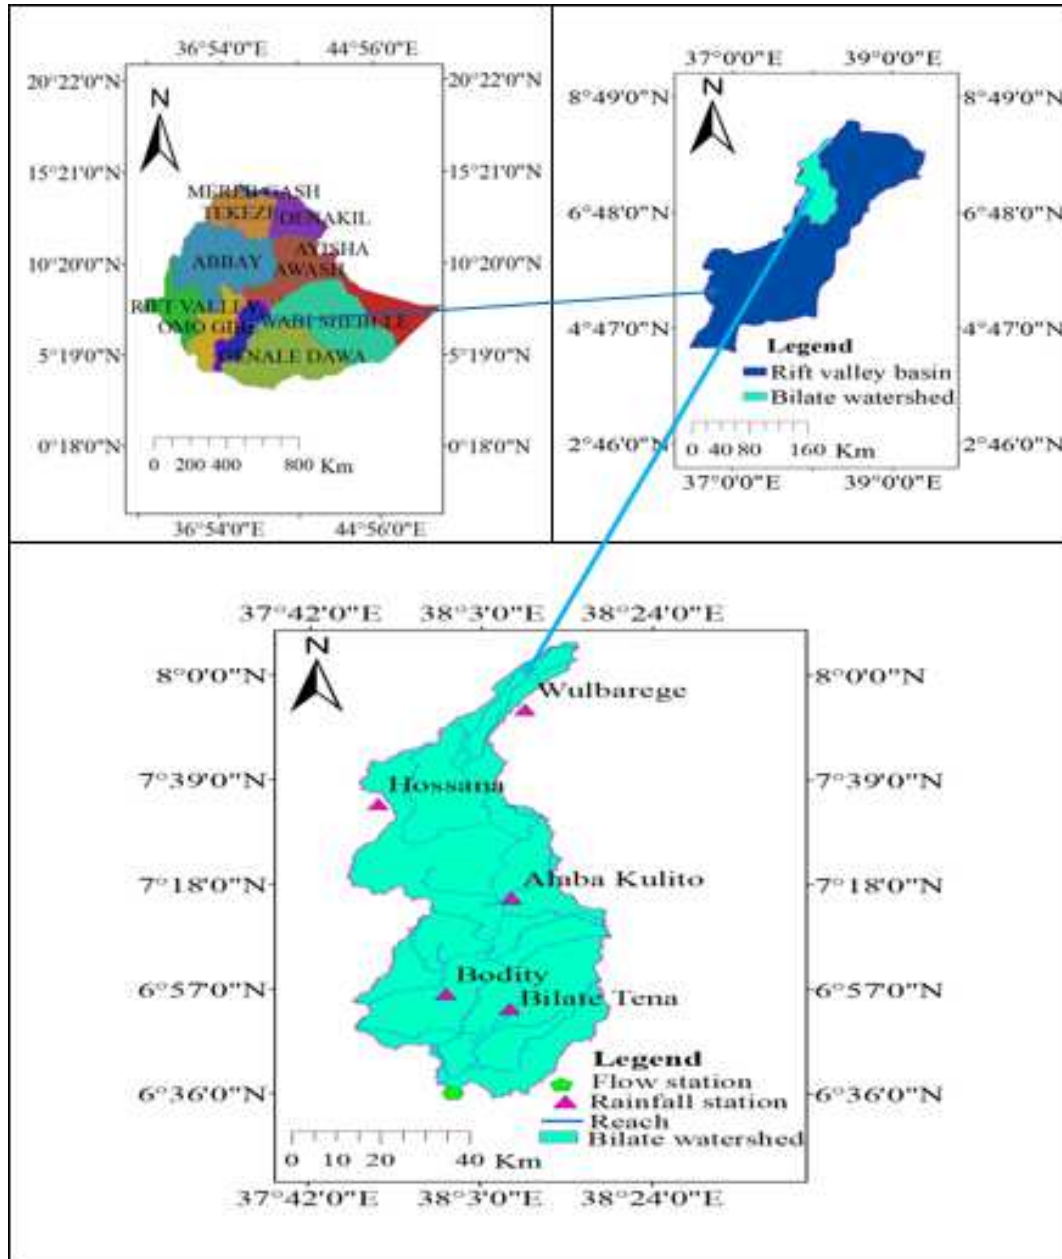 36°54'0"E 44°56'0"E
20°22'0"N 20°22'0"N
N
15°21'0"N 15°21'0"N
MEREB GASH
TEKEZE DENAKIL
AYISHA
ABBAY AWASH
10°20'0"N 10°20'0"N
RIFT VALLEY
OMO GIBE WABI SHEBELE
GENALE DAWA
5°19'0"N 5°19'0"N
0°18'0"N 0°18'0"N
0 200 400 800 Km
36°54'0"E 44°56'0"E
37°0'0"E 39°0'0"E
8°49'0"N 8°49'0"N
N
6°48'0"N 6°48'0"N
4°47'0"N 4°47'0"N
Legend
Rift valley basin
Bilate watershed
2°46'0"N 2°46'0"N
0 40 80 160 Km
37°0'0"E 39°0'0"E
37°42'0"E 38°3'0"E 38°24'0"E
N
8°0'0"N 8°0'0"N
Wulbarege
7°39'0"N 7°39'0"N
Hossana
7°18'0"N 7°18'0"N
Alaba Kulito
Bodity
6°57'0"N 6°57'0"N
Bilate Tena
Legend
Flow station
Rainfall station
Reach
Bilate watershed
6°36'0"N 6°36'0"N
0 10 20 40 Km
37°42'0"E 38°3'0"E 38°24'0"E